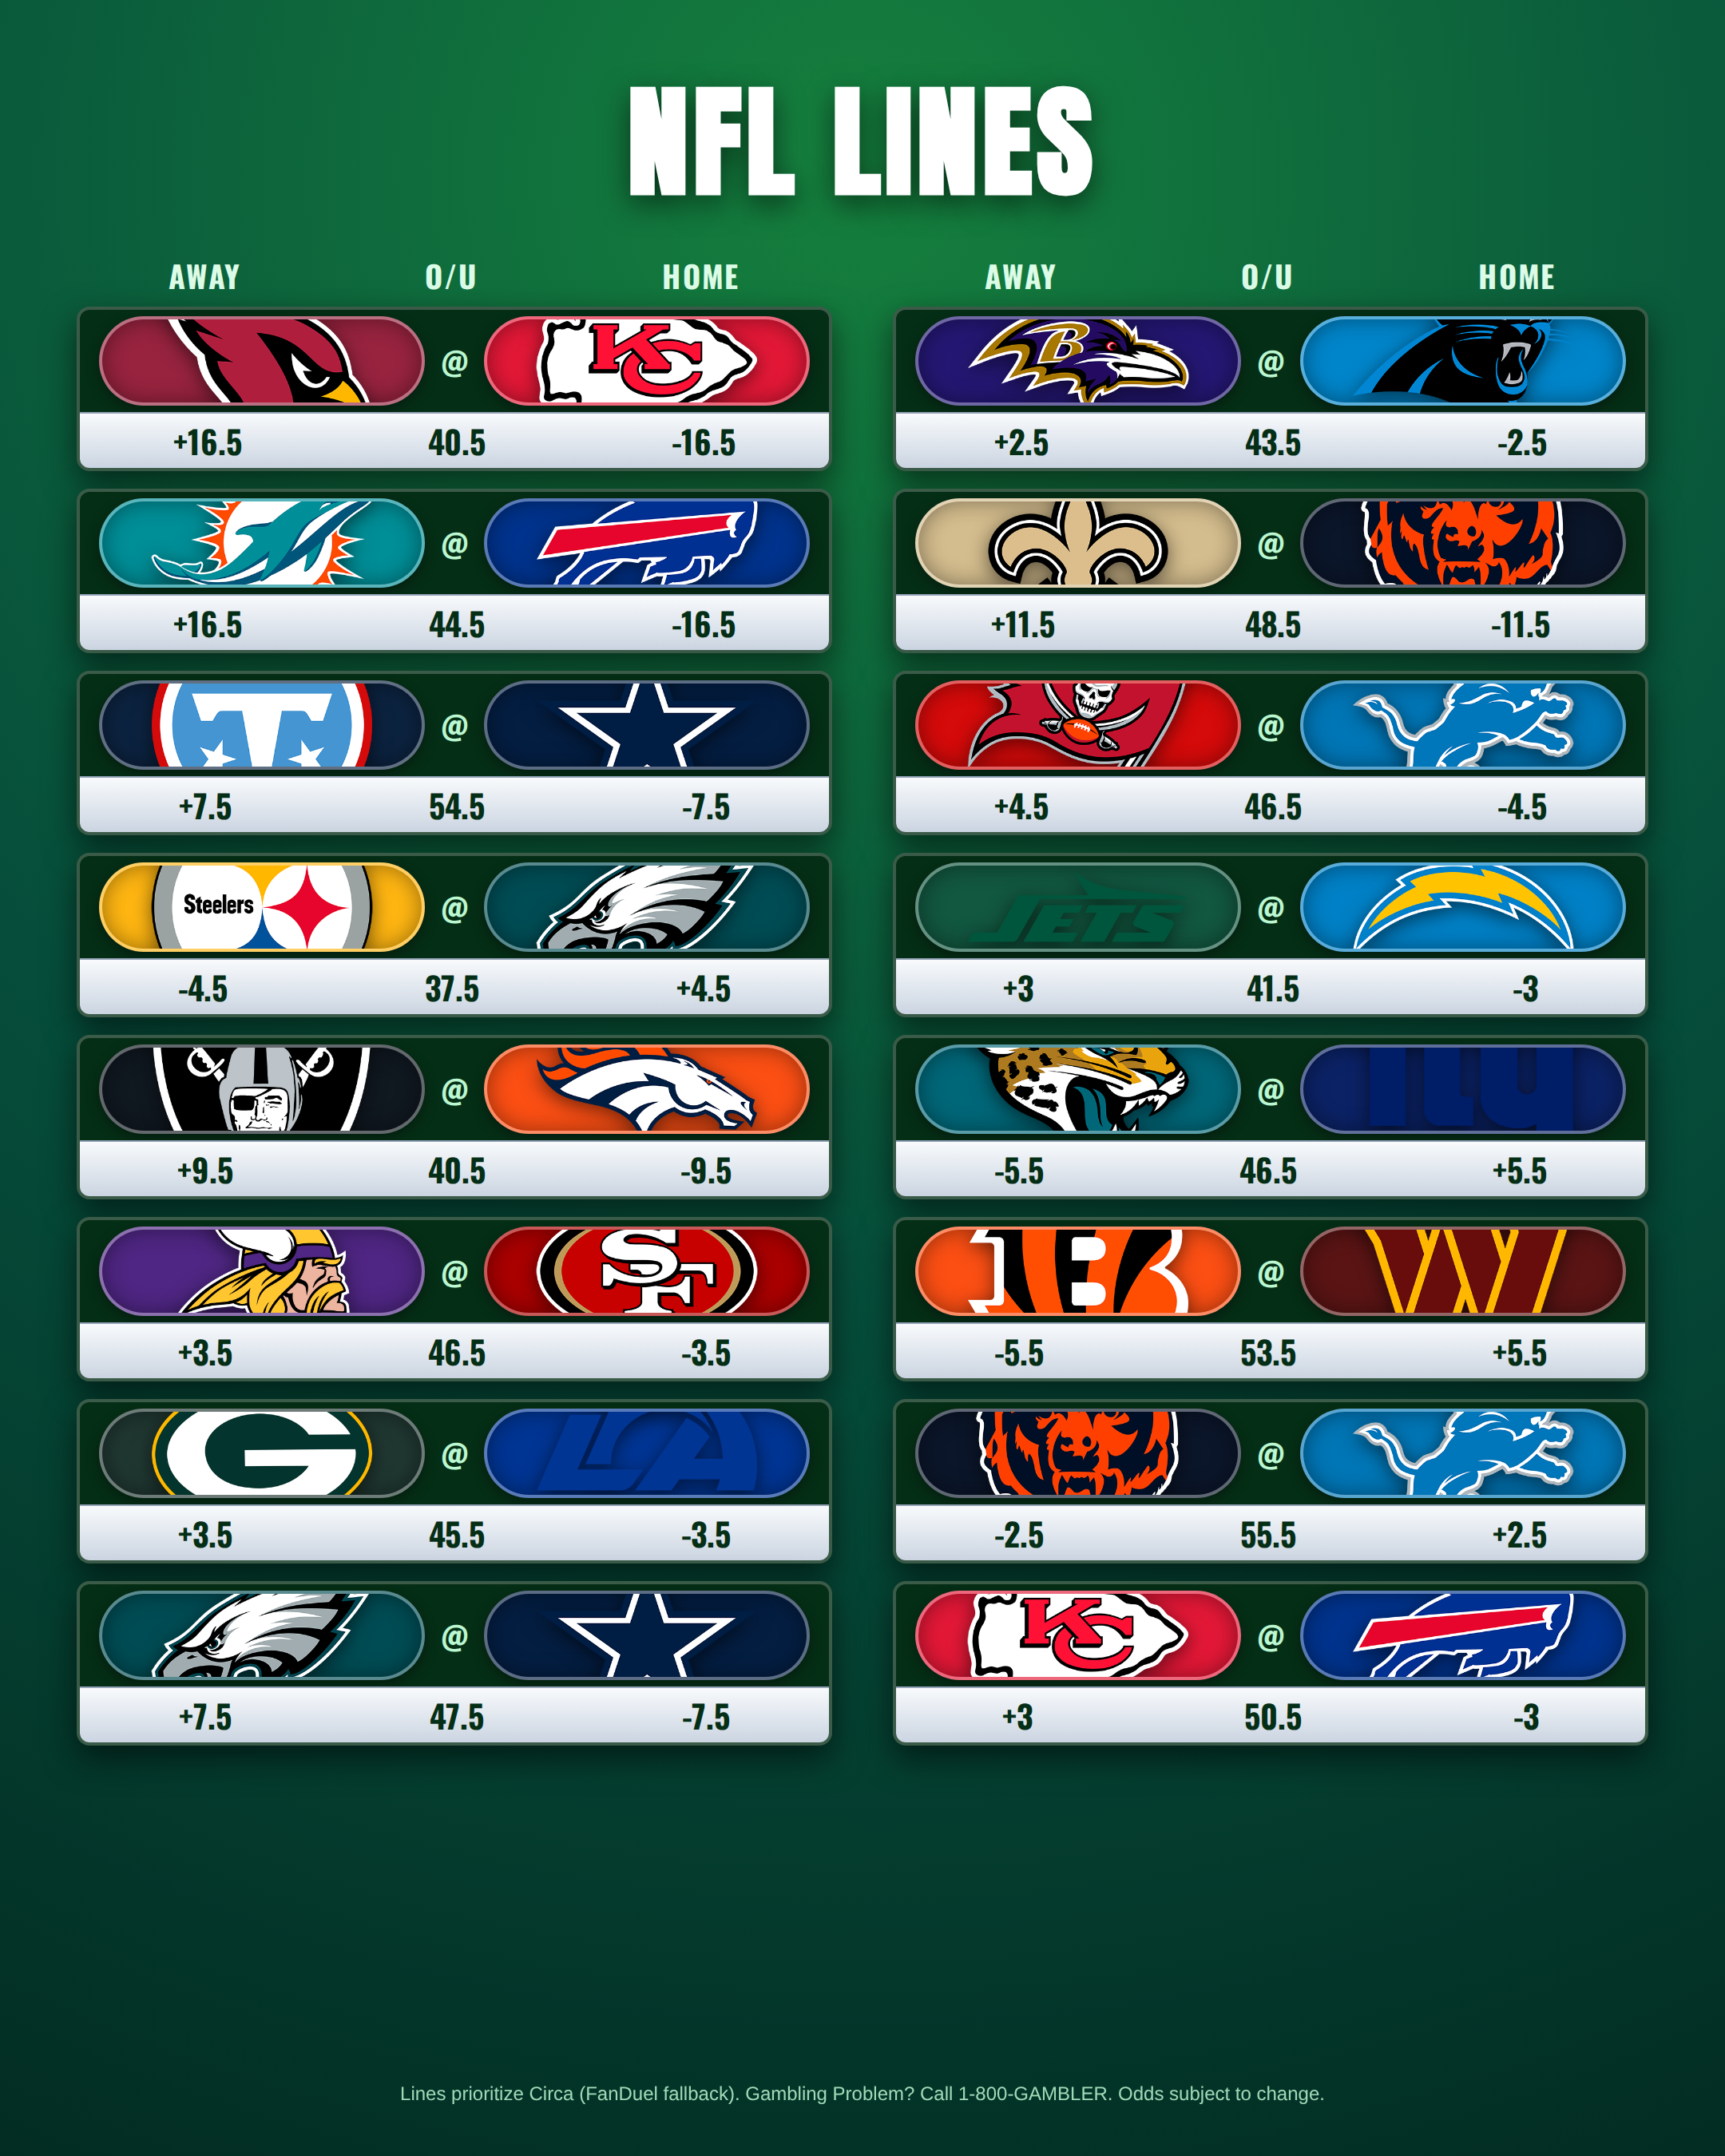 NFL LINES
AWAY O/U HOME AWAY O/U HOME
@ KC B @
+16.5 40.5 -16.5 +2.5 43.5 -2.5
@ @
+16.5 44.5 -16.5 +11.5 48.5 -11.5
T @ @
+7.5 54.5 -7.5 +4.5 46.5 -4.5
Steelers @ JETS @
-4.5 37.5 +4.5 +3 41.5 -3
@ @ ny
+9.5 40.5 -9.5 -5.5 46.5 +5.5
@ SF B @ W
+3.5 46.5 -3.5 -5.5 53.5 +5.5
G @ LA @
+3.5 45.5 -3.5 -2.5 55.5 +2.5
@ KC @
+7.5 47.5 -7.5 +3 50.5 -3
Lines prioritize Circa (FanDuel fallback). Gambling Problem? Call 1-800-GAMBLER. Odds subject to change.